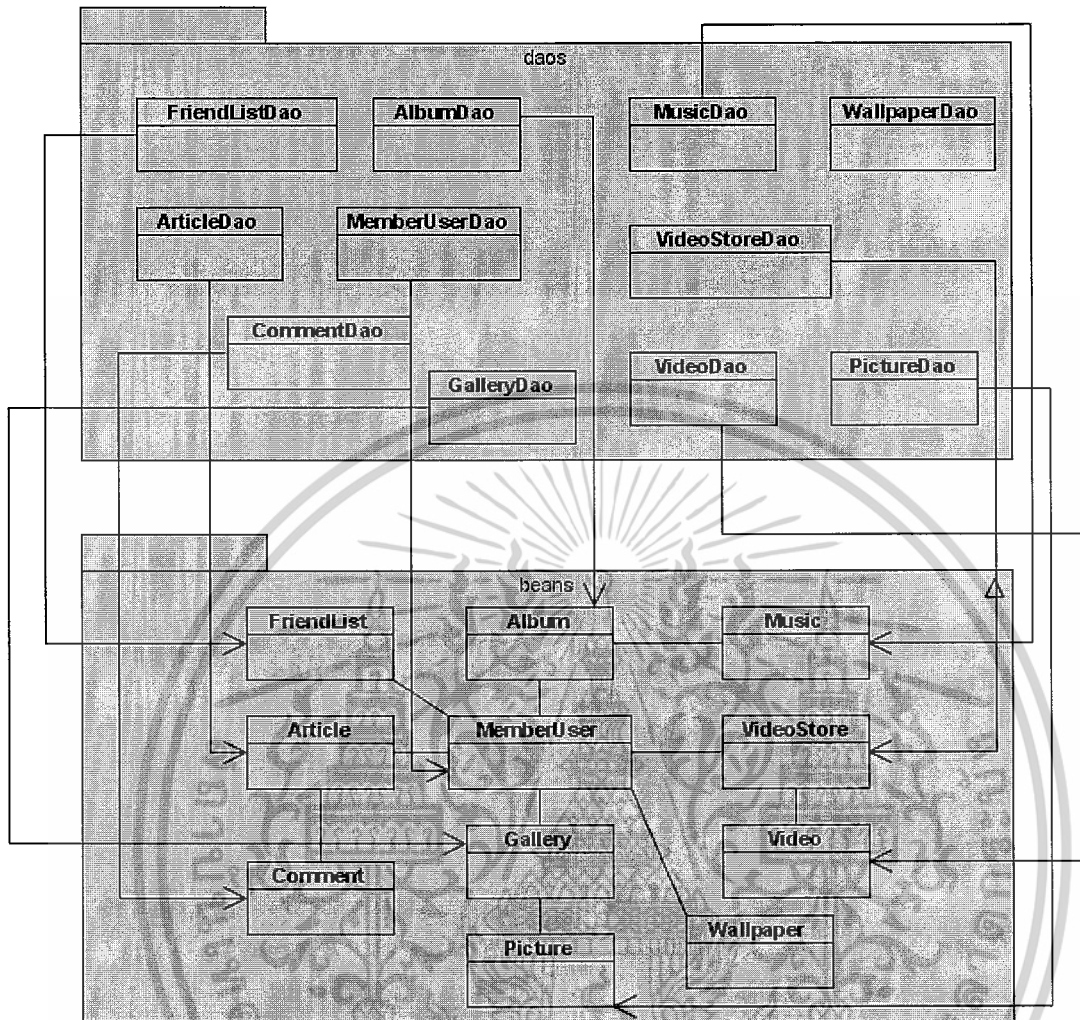 daos
FriendListDao
AlbumDao
MusicDao
WallpaperDao
ArticleDao
MemberUserDao
VideoStoreDao
CommentDao
GalleryDao
VideoDao
PictureDao
beans
FriendList
Album
Music
Article
MemberUser
VideoStore
Gallery
Video
Comment
Picture
Wallpaper